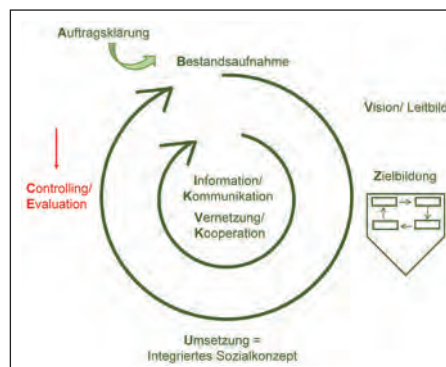 Auftragsklärung
Bestandsaufnahme
Vision/ Leitbild
Controlling/
Evaluation
Zielbildung
Information/
Kommunikation
Vernetzung/
Kooperation
Umsetzung =
Integriertes Sozialkonzept